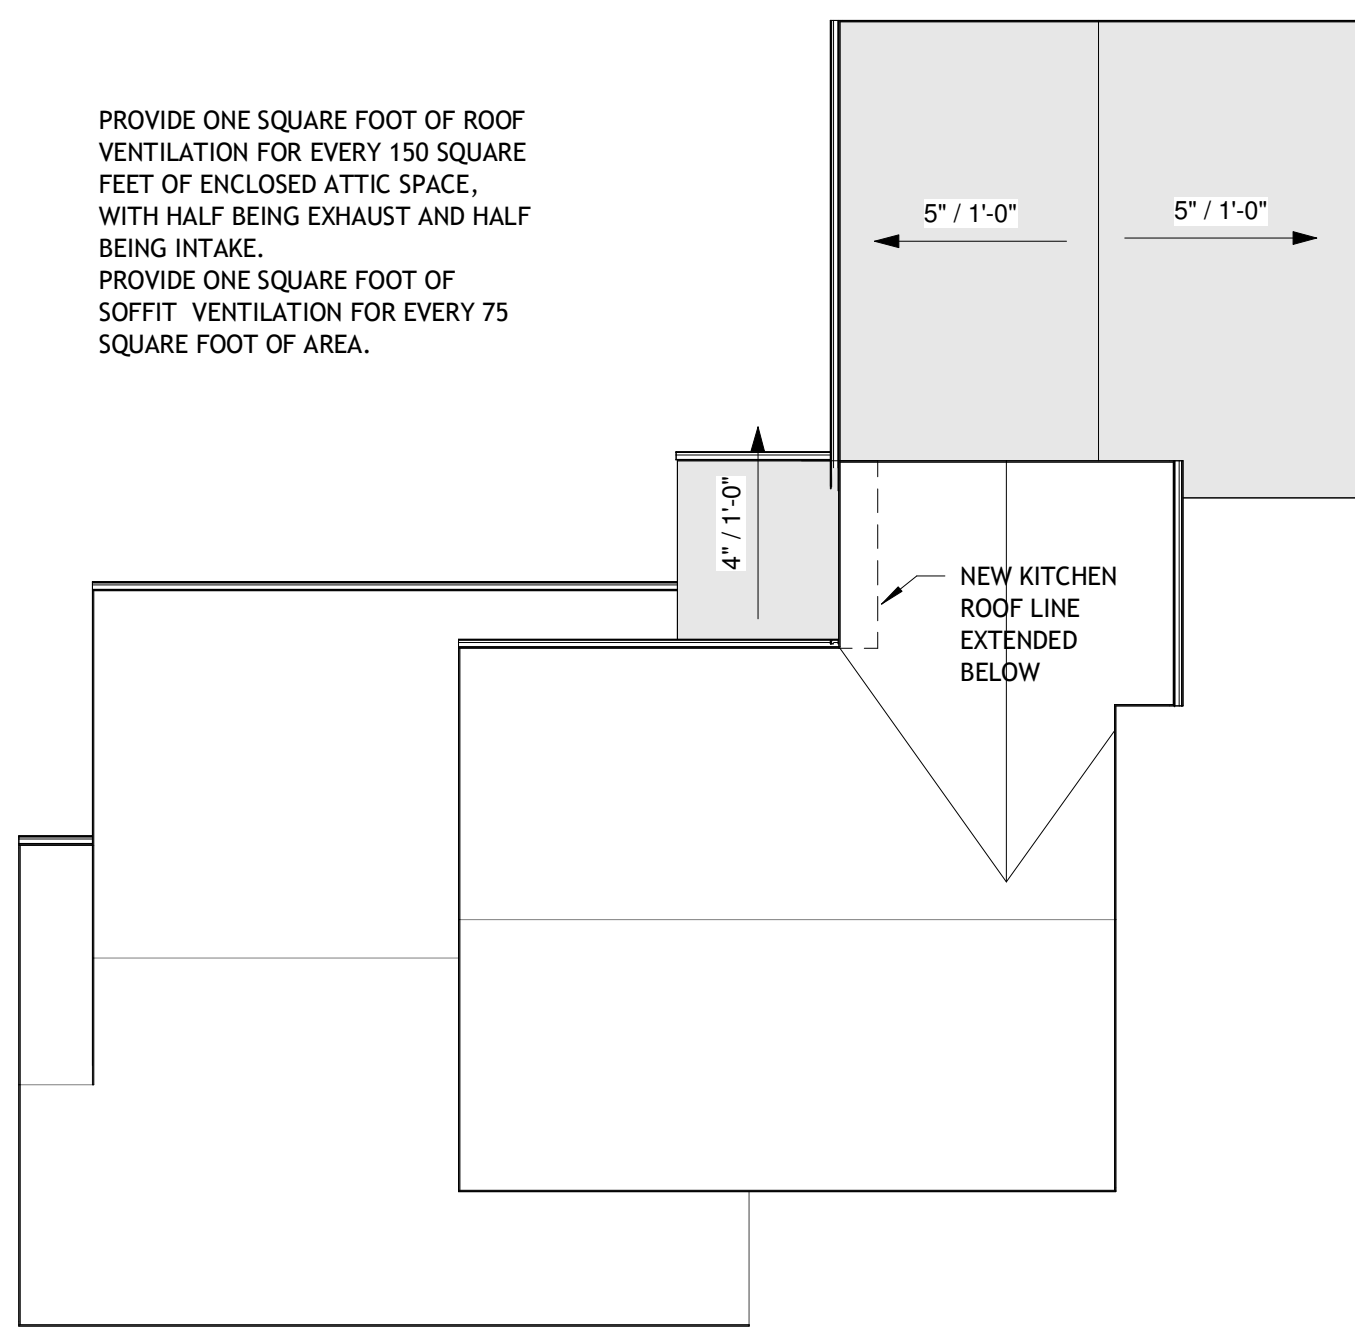 PROVIDE ONE SQUARE FOOT OF ROOF
VENTILATION FOR EVERY 150 SQUARE
FEET OF ENCLOSED ATTIC SPACE,
WITH HALF BEING EXHAUST AND HALF
BEING INTAKE.
PROVIDE ONE SQUARE FOOT OF
SOFFIT  VENTILATION FOR EVERY 75
SQUARE FOOT OF AREA.
5" / 1'-0"
5" / 1'-0"
4" / 1'-0"
NEW KITCHEN
ROOF LINE
EXTENDED
BELOW